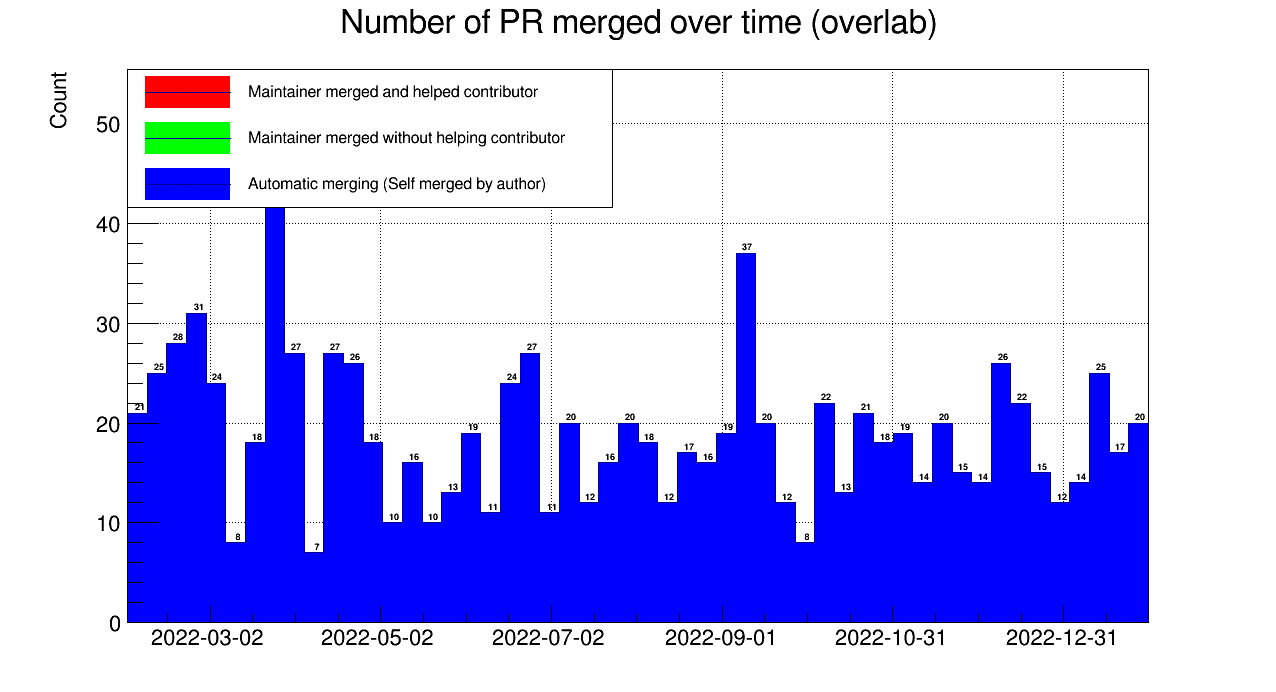 Number of PR merged over time (overlab)
Count
Maintainer merged and helped contributor
Maintainer merged without helping contributor
Automatic merging (Self merged by author)
50
40
30
20
10
0
21 25 28 31 24 8 18 27 7 27 26 18 10 16 10 13 19 11 24 27 11 20 12 16 20 18 12 17 16 19 37 20 12 8 22 13 21 18 19 14 20 15 14 26 22 15 12 14 25 17 20
2022-03-02 2022-05-02 2022-07-02 2022-09-01 2022-10-31 2022-12-31